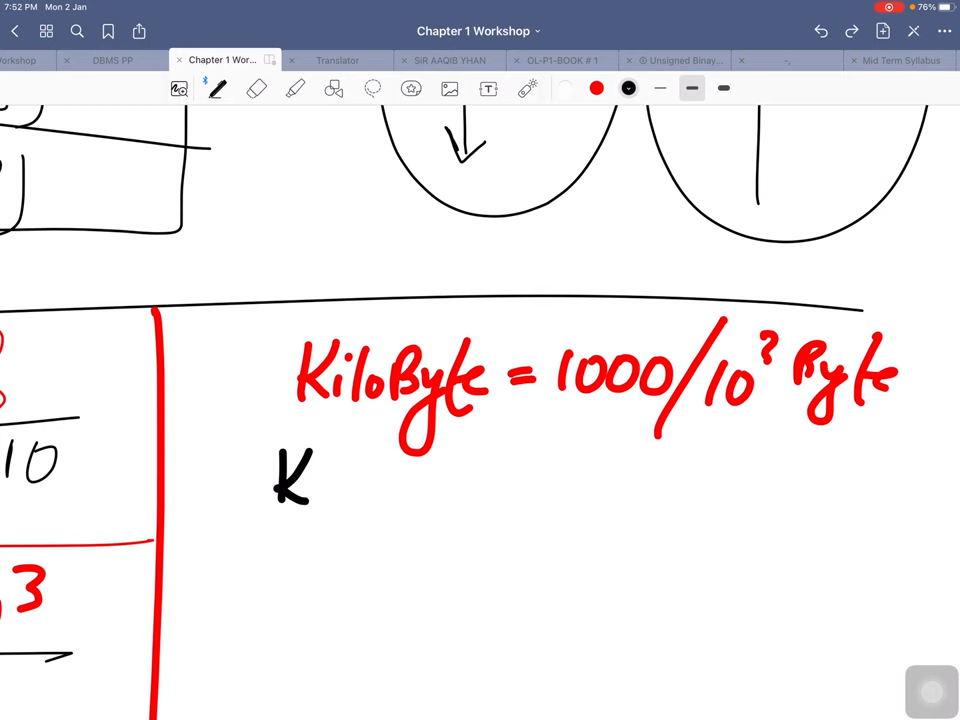 7:52 PM Mon 2 Jan
76%
Chapter 1 Workshop
orkshop
DBMS PP
Chapter 1 Wor...
Translator
SiR AAQIB YHAN
OL-P1-BOOK # 1
Unsigned Binay...
Mid Term Syllabus
KiloByte = 1000/10³ Byte
10
K
3